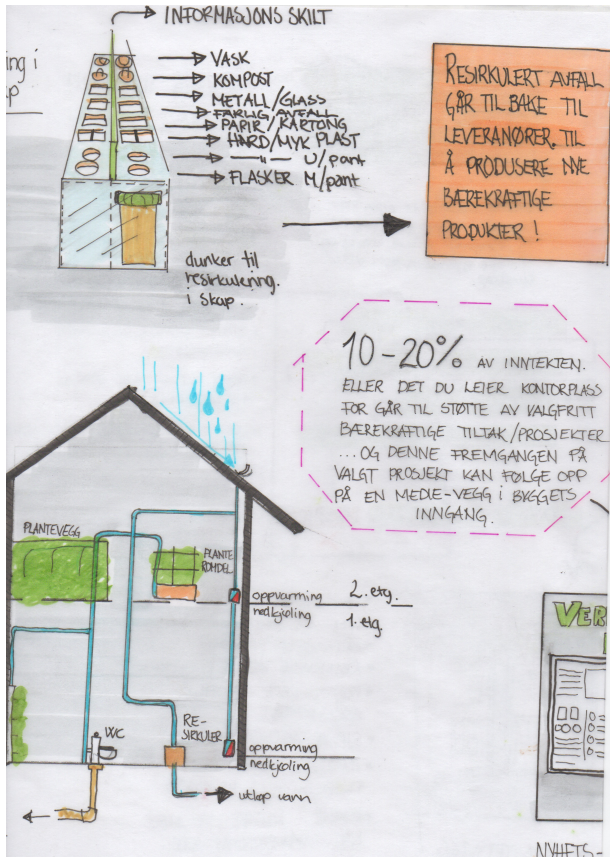 INFORMASJONS SKILT
ng i
p
VASK
KOMPOST
METALL/GLASS
FARLIG AVFALL
PAPIR/KARTONG
HARD/MYK PLAST
—"— U/pant
FLASKER M/pant
dunker til
resirkulering.
i skap.
RESIRKULERT AVFALL
GÅR TIL BAKE TIL
LEVERANØRER. TIL
Å PRODUSERE NYE
BÆREKRAFTIGE
PRODUKTER!
10-20% AV INNTEKTEN.
ELLER DET DU LEIER KONTORPLASS
FOR GÅR TIL STØTTE AV VALGFRITT
BÆREKRAFTIGE TILTAK/PROSJEKTER
...OG DENNE FREMGANGEN PÅ
VALGT PROSJEKT KAN FØLGE OPP
PÅ EN MEDIE-VEGG I BYGGETS
INNGANG.
PLANTEVEGG
PLANTE
ROMDEL
oppvarming 2. etg.
nedkjøling 1. etg.
WC
RE-
SIRKULER
oppvarming
nedkjøling
utløp vann
VER
NYHETS-